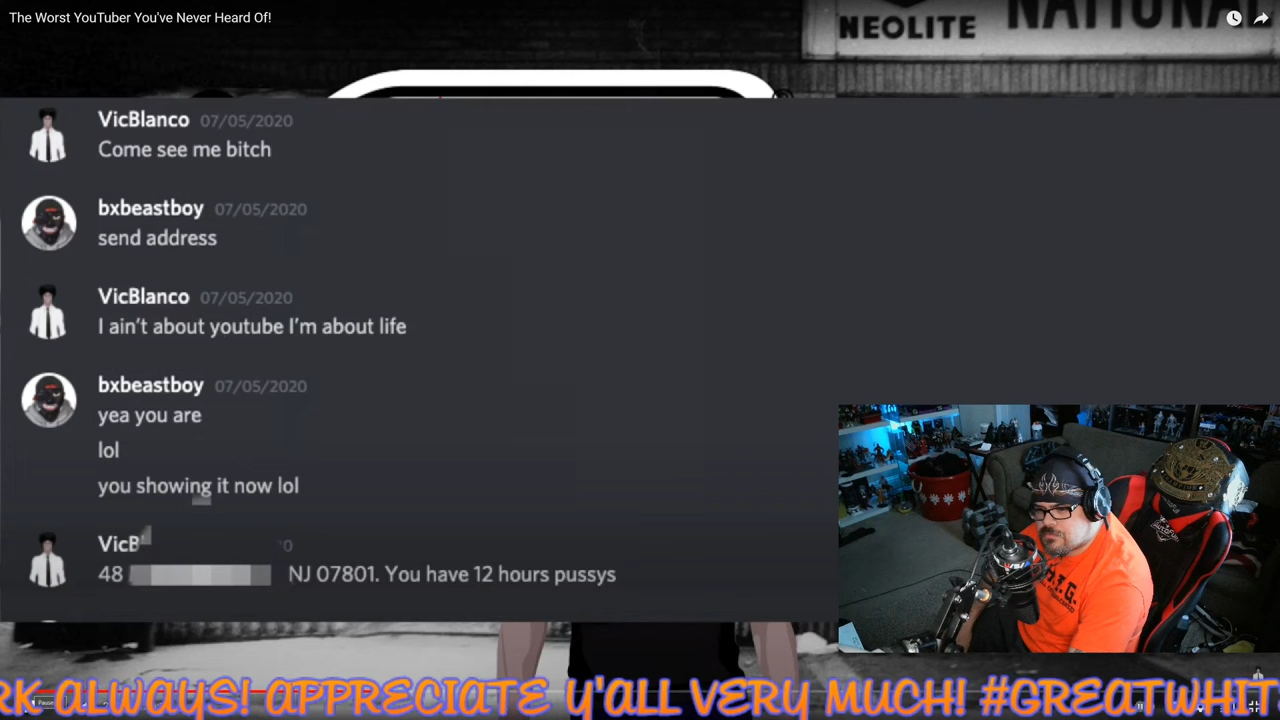 The Worst YouTuber You've Never Heard Of!
NEOLITE
NATIONAL
VicBlanco 07/05/2020
Come see me bitch
bxbeastboy 07/05/2020
send address
VicBlanco 07/05/2020
I ain't about youtube I'm about life
bxbeastboy 07/05/2020
yea you are
lol
you showing it now lol
48 NJ 07801. You have 12 hours pussys
ALWAYS! APPRECIATE Y'ALL VERY MUCH!
Pause